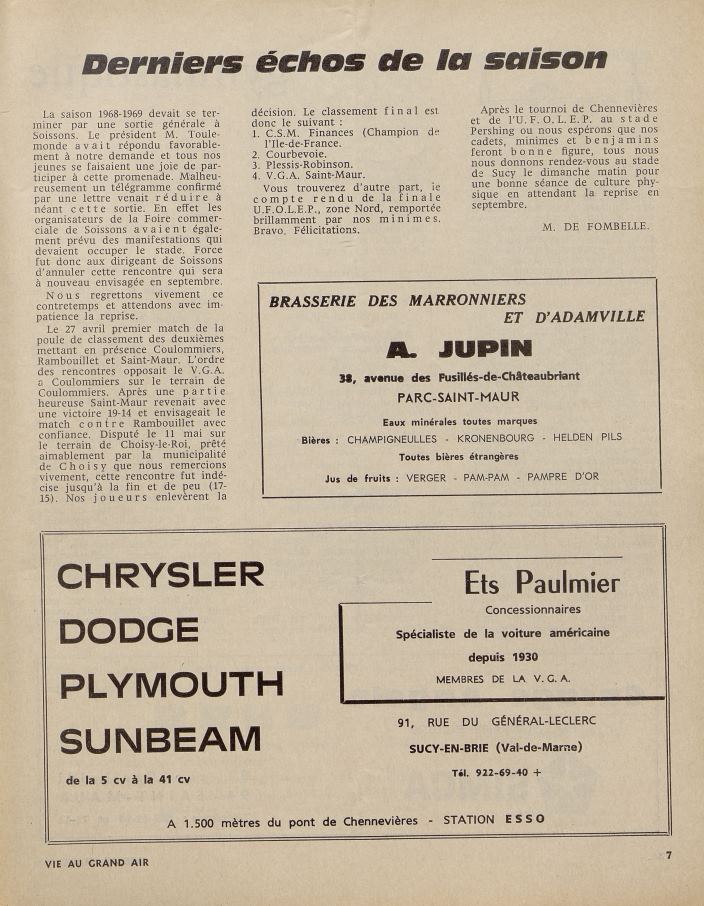 Derniers échos de la saison
La saison 1968-1969 devait se ter-
miner par une sortie générale à
Soissons. Le président M. Toule-
monde avait répondu favorable-
ment à notre demande et tous nos
jeunes se faisaient une joie de par-
ticiper à cette promenade. Malheu-
reusement un télégramme confirmé
par une lettre venait réduire à
néant cette sortie. En effet les
organisateurs de la Foire commer-
ciale de Soissons avaient égale-
ment prévu des manifestations qui
devaient occuper le stade. Force
fut donc aux dirigeant de Soissons
d'annuler cette rencontre qui sera
à nouveau envisagée en septembre.
Nous regrettons vivement ce
contretemps et attendons avec im-
patience la reprise.
Le 27 avril premier match de la
poule de classement des deuxièmes
mettant en présence Coulommiers,
Rambouillet et Saint-Maur. L'ordre
des rencontres opposait le V.G.A.
à Coulommiers sur le terrain de
Coulommiers. Après une partie
heureuse Saint-Maur revenait avec
une victoire 19-14 et envisageait le
match contre Rambouillet avec
confiance. Disputé le 11 mai sur
le terrain de Choisy-le-Roi, prêté
aimablement par la municipalité
de Choisy que nous remercions
vivement, cette rencontre fut indé-
cise jusqu'à la fin et de peu (17-
15). Nos joueurs enlevèrent la
décision. Le classement final est
donc le suivant :
1. C.S.M. Finances (Champion de
l'Ile-de-France.
2. Courbevoie.
3. Plessis-Robinson.
4. V.G.A. Saint-Maur.
Vous trouverez d'autre part, le
compte rendu de la finale
U.F.O.L.E.P., zone Nord, remportée
brillamment par nos minimes.
Bravo. Félicitations.
Après le tournoi de Chennevières
et de l'U.F.O.L.E.P. au stade
Pershing ou nous espérons que nos
cadets, minimes et benjamins
feront bonne figure, tous nous
nous donnons rendez-vous au stade
de Sucy le dimanche matin pour
une bonne séance de culture phy-
sique en attendant la reprise en
septembre.
M. DE FOMBELLE.
BRASSERIE DES MARRONNIERS
ET D'ADAMVILLE
A. JUPIN
38, avenue des Fusillés-de-Châteaubriant
PARC-SAINT-MAUR
Eaux minérales toutes marques
Bières : CHAMPIGNEULLES - KRONENBOURG - HELDEN PILS
Toutes bières étrangères
Jus de fruits : VERGER - PAM-PAM - PAMPRE D'OR
CHRYSLER
DODGE
PLYMOUTH
SUNBEAM
de la 5 cv à la 41 cv
Ets Paulmier
Concessionnaires
Spécialiste de la voiture américaine
depuis 1930
MEMBRES DE LA V.G.A.
91, RUE DU GÉNÉRAL-LECLERC
SUCY-EN-BRIE (Val-de-Marne)
Tél. 922-69-40 +
A 1.500 mètres du pont de Chennevières - STATION ESSO
VIE AU GRAND AIR
7